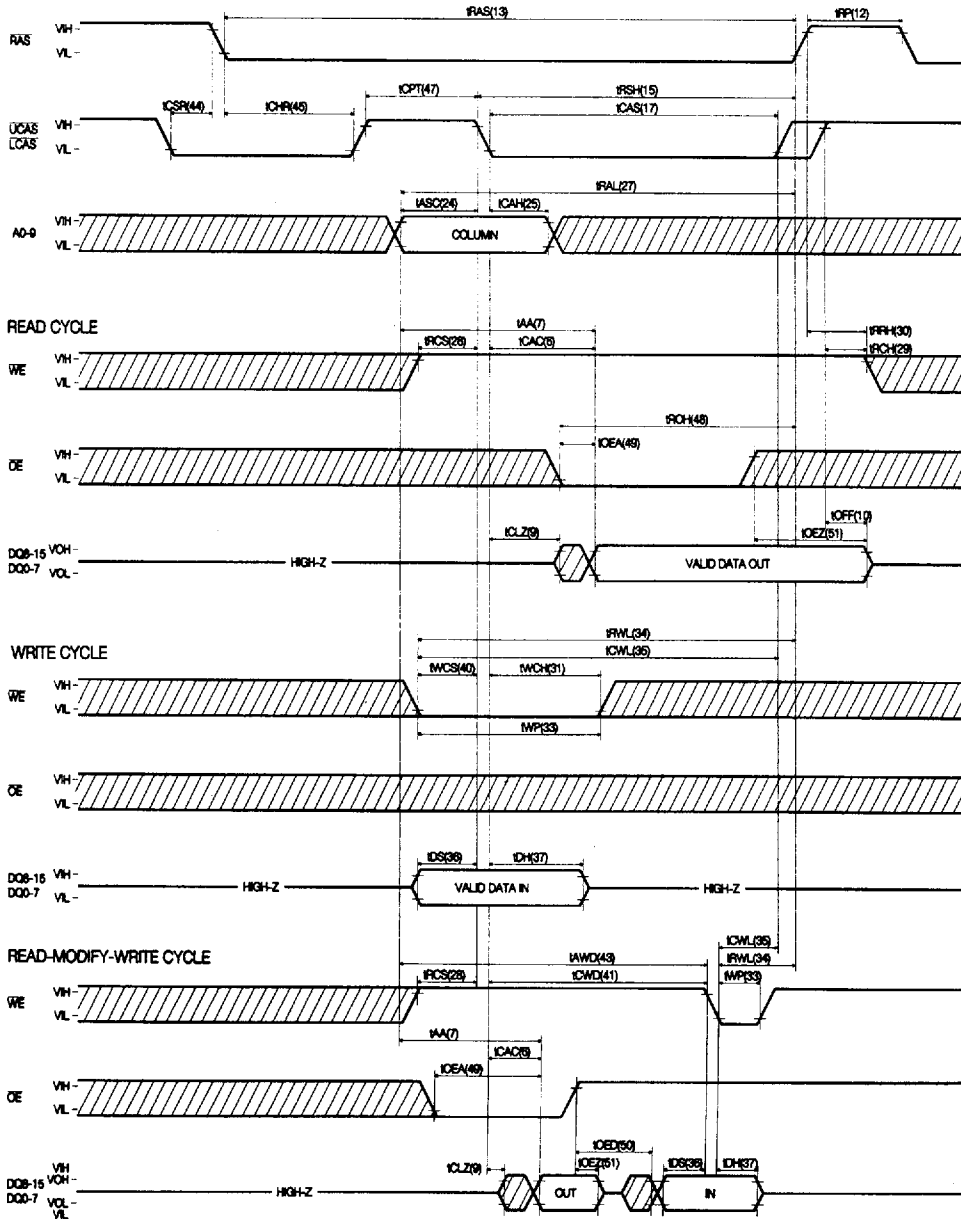 tRAS(13) tRP(12)
RAS VIH VIL
tCSR(44) tCHR(45) tCPT(47) tRSH(15)
tCAS(17)
UCAS VIH
LCAS VIL
tRAL(27)
tASC(24) tCAH(25)
A0-9 VIH VIL COLUMN
READ CYCLE
tAA(7) tRRH(30)
tRCS(28) tCAC(6) tRCH(29)
WE VIH VIL
tROH(48)
tOEA(49)
OE VIH VIL
tOFF(10)
tCLZ(9) tOEZ(51)
DQ8-15 VOH
DQ0-7 VOL
HIGH-Z VALID DATA OUT
WRITE CYCLE
tRWL(34)
tCWL(35)
tWCS(40) tWCH(31)
WE VIH VIL
tWP(33)
OE VIH VIL
tDS(36) tDH(37)
DQ8-15 VIH
DQ0-7 VIL
HIGH-Z VALID DATA IN HIGH-Z
READ-MODIFY-WRITE CYCLE
tCWL(35)
tAWD(43) tRWL(34)
tRCS(28) tCWD(41) tWP(33)
WE VIH VIL
tAA(7)
tCAC(6)
tOEA(49)
OE VIH VIL
tOED(50)
tCLZ(9) tOEZ(51) tDS(36) tDH(37)
VIH
DQ8-15 VOH
DQ0-7 VOL
VIL
HIGH-Z OUT IN